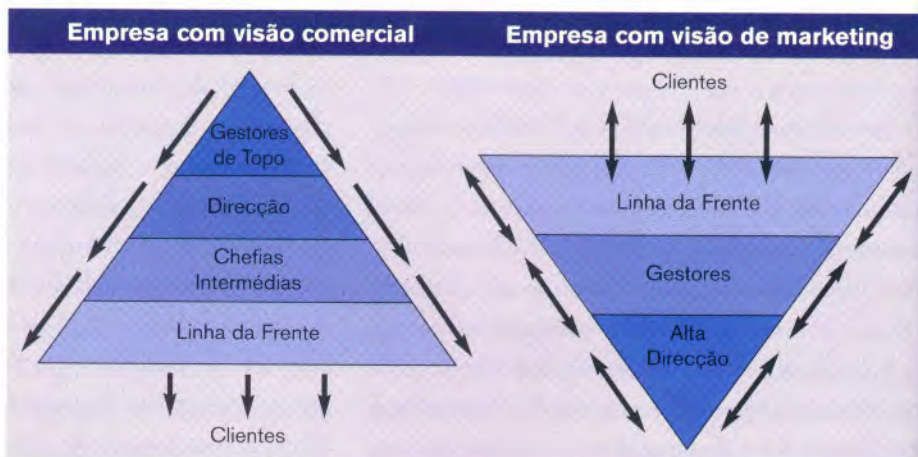 Empresa com visão comercial
Gestores
de Topo
Direcção
Chefias
Intermédias
Linha da Frente
Clientes
Empresa com visão de marketing
Clientes
Linha da Frente
Gestores
Alta
Direcção